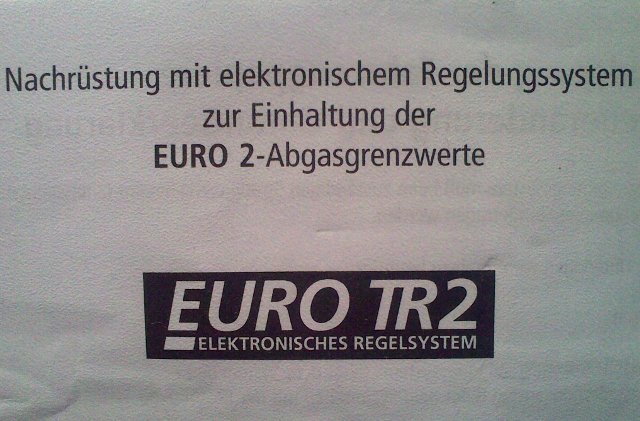 Nachrüstung mit elektronischem Regelungssystem
zur Einhaltung der
EURO 2-Abgasgrenzwerte
EURO TR2
ELEKTRONISCHES REGELSYSTEM